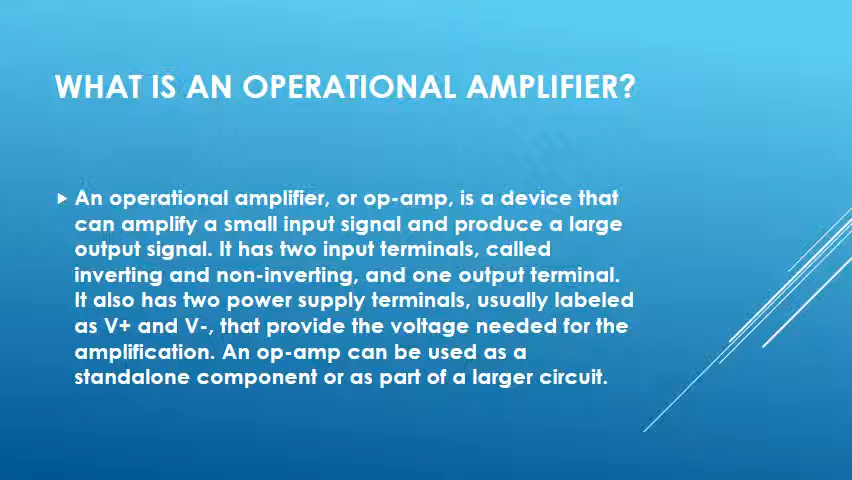 WHAT IS AN OPERATIONAL AMPLIFIER?
An operational amplifier, or op-amp, is a device that
can amplify a small input signal and produce a large
output signal. It has two input terminals, called
inverting and non-inverting, and one output terminal.
It also has two power supply terminals, usually labeled
as V+ and V-, that provide the voltage needed for the
amplification. An op-amp can be used as a
standalone component or as part of a larger circuit.